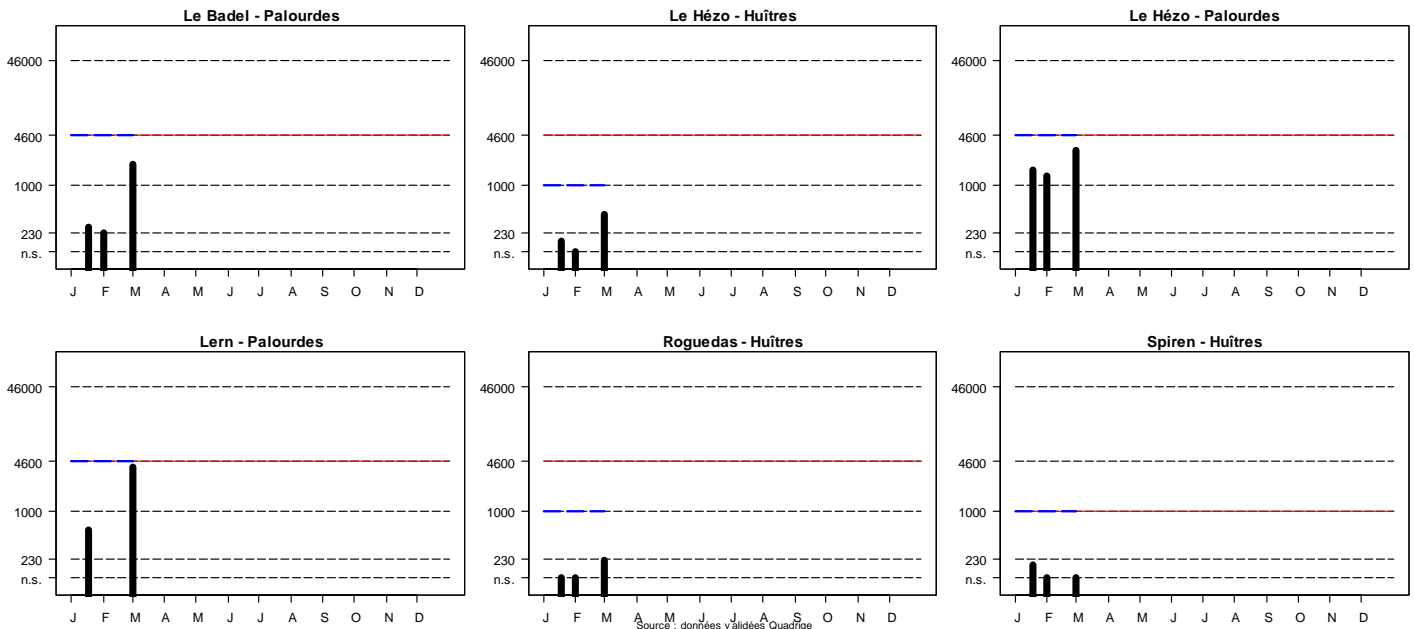 Le Badel - Palourdes
46000
4600
1000
230
n.s.
J F M A M J J A S O N D
Le Hézo - Huîtres
46000
4600
1000
230
n.s.
J F M A M J J A S O N D
Le Hézo - Palourdes
46000
4600
1000
230
n.s.
J F M A M J J A S O N D
Lern - Palourdes
46000
4600
1000
230
n.s.
J F M A M J J A S O N D
Roguedas - Huîtres
46000
4600
1000
230
n.s.
J F M A M J J A S O N D
Spiren - Huîtres
46000
4600
1000
230
n.s.
J F M A M J J A S O N D
Source : données validées Quadrige